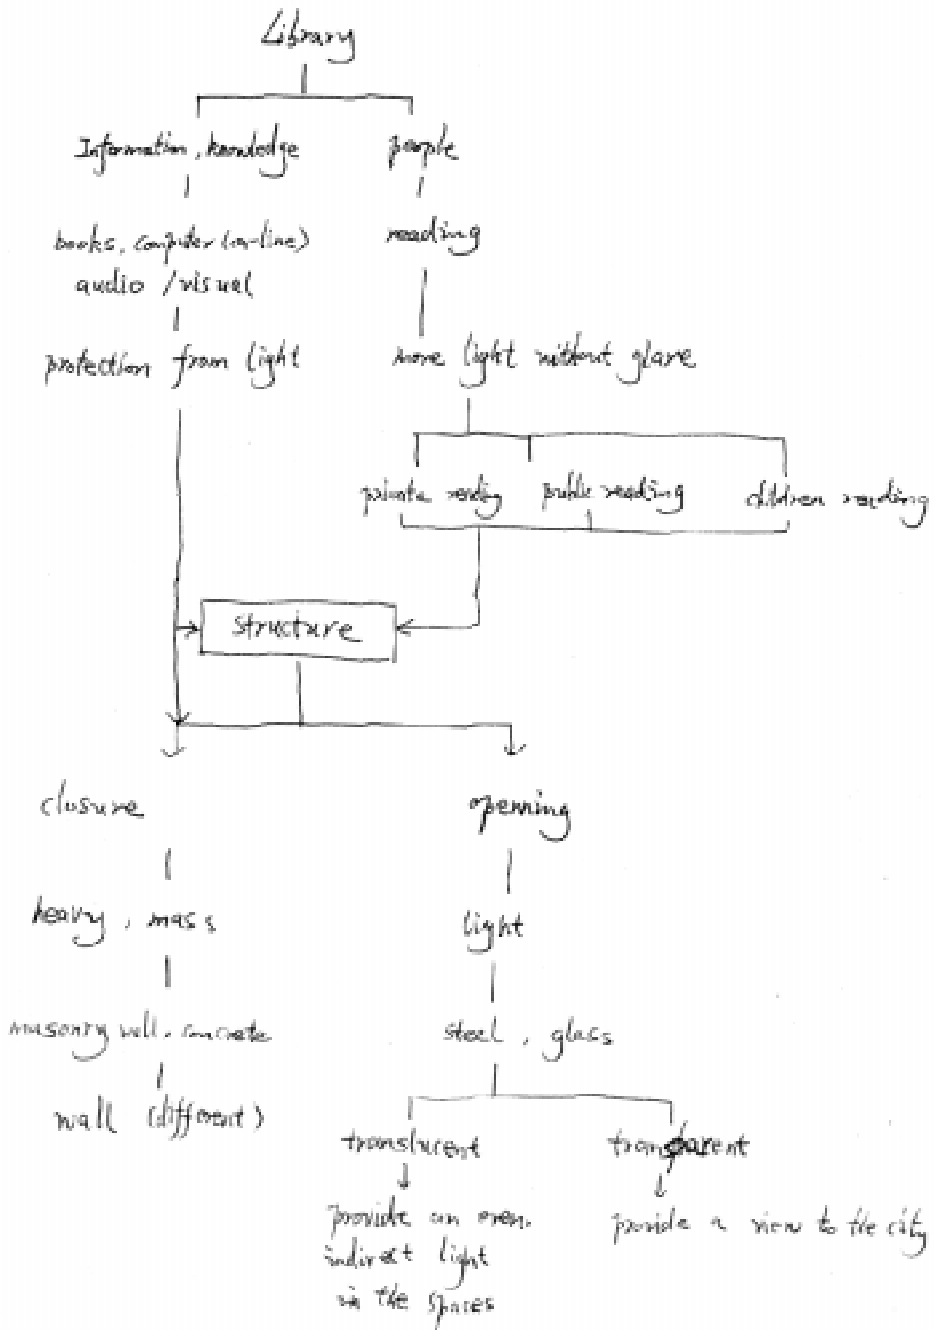 Library
Information, knowledge
people
books, computer (on-line)
audio / visual
reading
protection from light
more light without glare
private reading
public reading
children reading
structure
closure
openning
heavy, mass
light
masonry wall, concrete
steel, glass
wall (different)
translucent
transparent
provide an even,
indirect light
in the spaces
provide a view to the city